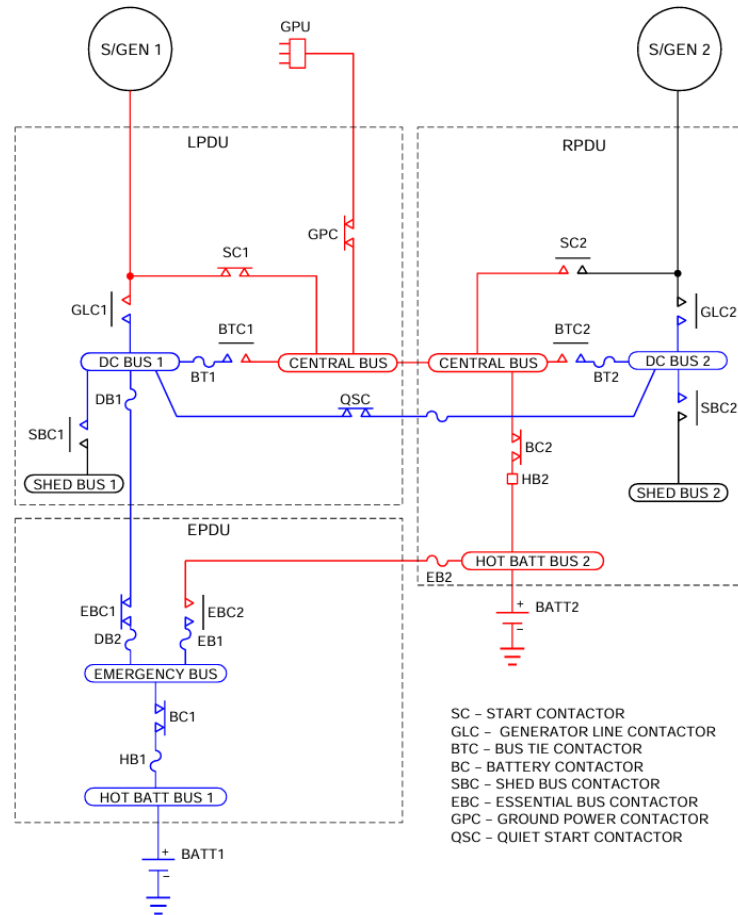 S/GEN 1
GPU
S/GEN 2
LPDU
RPDU
GPC
SC1
SC2
GLC1
GLC2
BTC1
BTC2
DC BUS 1
BT1
CENTRAL BUS
CENTRAL BUS
BT2
DC BUS 2
DB1
QSC
SBC1
SBC2
BC2
SHED BUS 1
HB2
SHED BUS 2
EPDU
HOT BATT BUS 2
EB2
EBC1
EBC2
+
BATT2
–
DB2
EB1
EMERGENCY BUS
BC1
HB1
HOT BATT BUS 1
+
BATT1
–
SC – START CONTACTOR
GLC – GENERATOR LINE CONTACTOR
BTC – BUS TIE CONTACTOR
BC – BATTERY CONTACTOR
SBC – SHED BUS CONTACTOR
EBC – ESSENTIAL BUS CONTACTOR
GPC – GROUND POWER CONTACTOR
QSC – QUIET START CONTACTOR